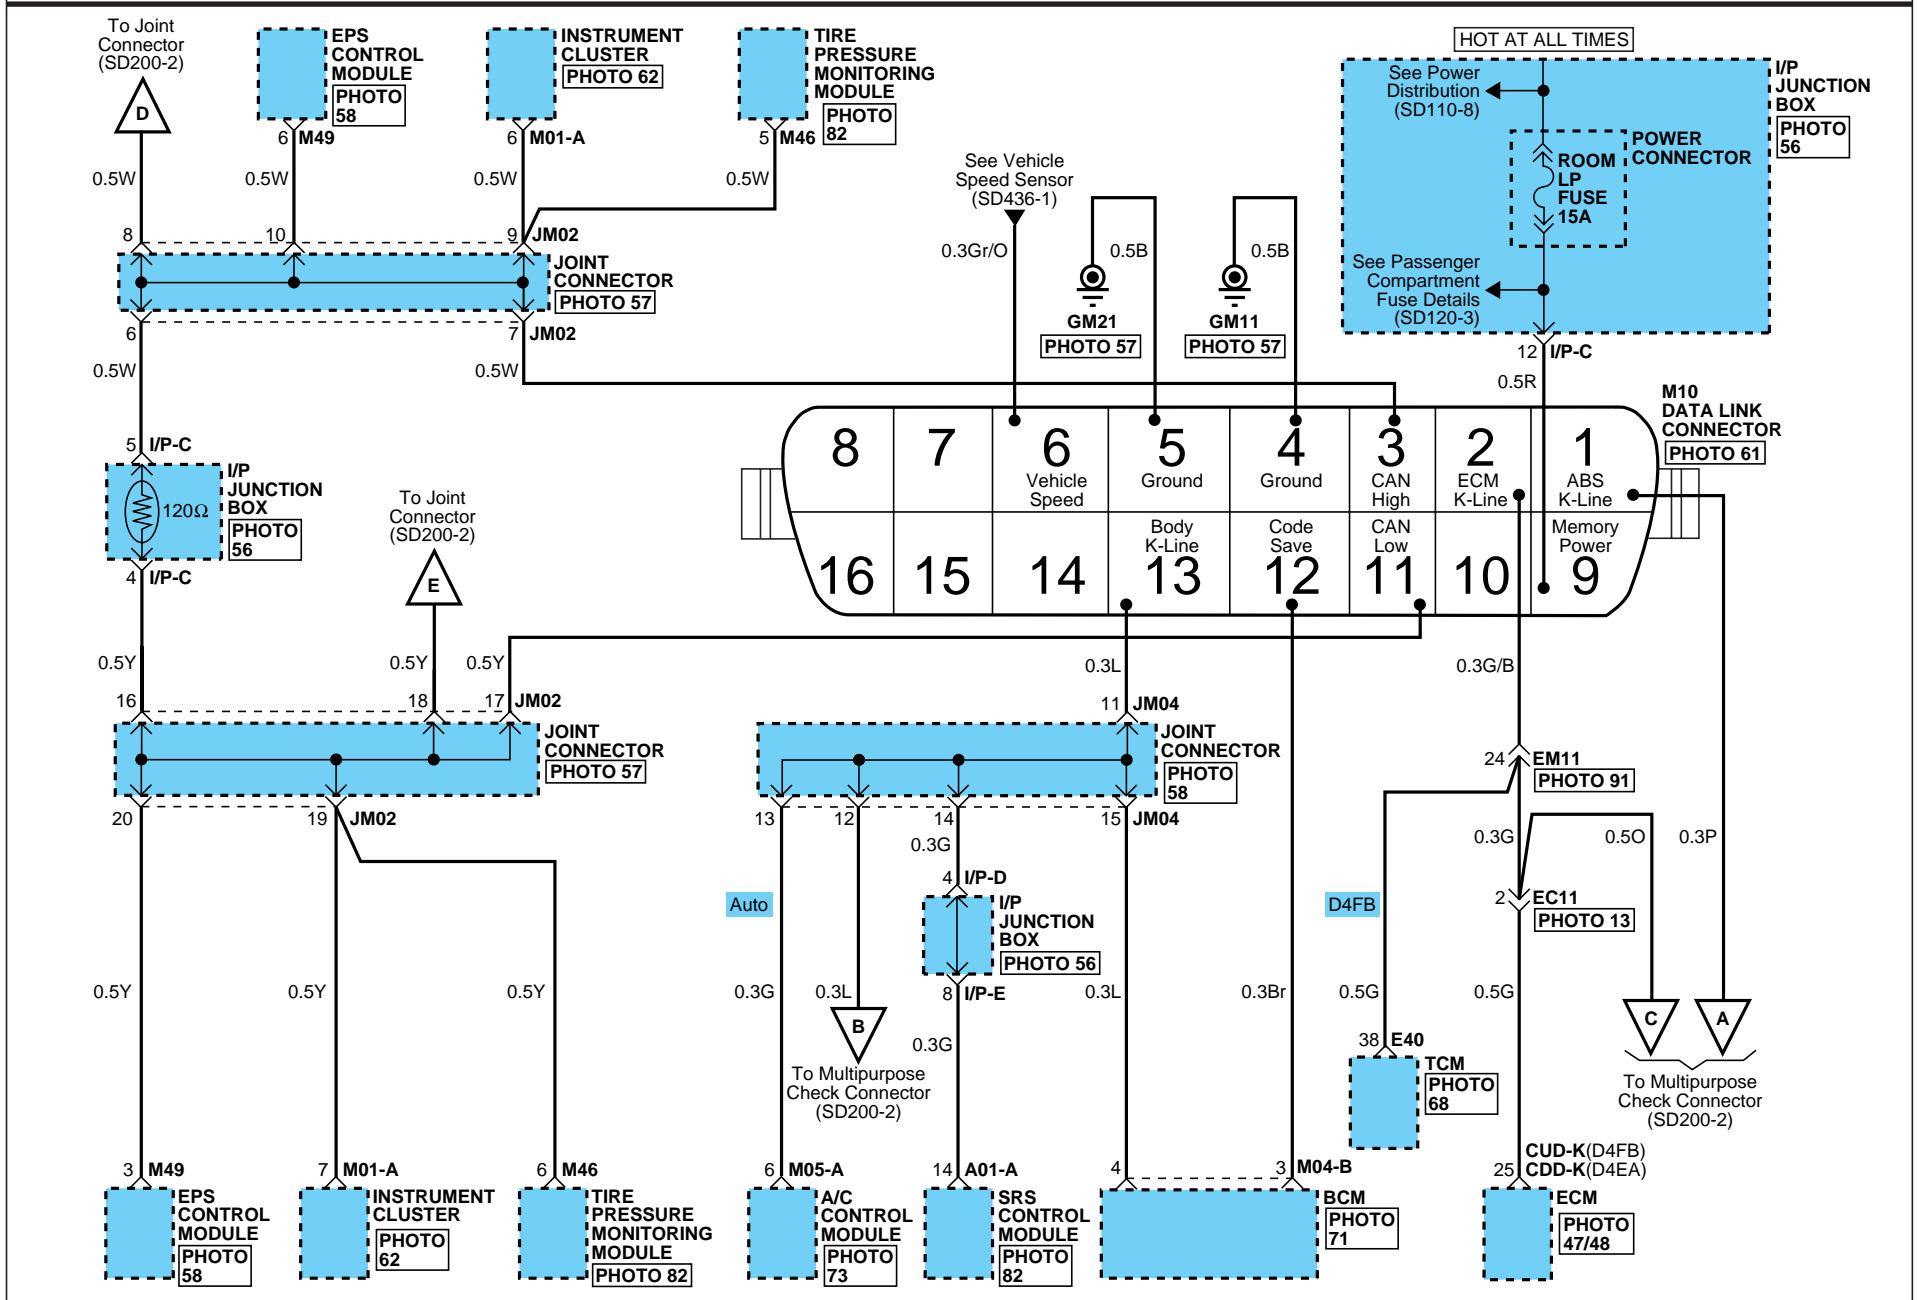 To Joint
Connector
(SD200-2)
D
EPS
CONTROL
MODULE
PHOTO
58
6 M49
INSTRUMENT
CLUSTER
PHOTO 62
6 M01-A
TIRE
PRESSURE
MONITORING
MODULE
PHOTO
82
5 M46
0.5W
0.5W
0.5W
0.5W
8
10
9 JM02
JOINT
CONNECTOR
PHOTO 57
6
7 JM02
0.5W
0.5W
See Vehicle
Speed Sensor
(SD436-1)
0.3Gr/O
0.5B
GM21
PHOTO 57
0.5B
GM11
PHOTO 57
HOT AT ALL TIMES
See Power
Distribution
(SD110-8)
I/P
JUNCTION
BOX
PHOTO
56
POWER
CONNECTOR
ROOM
LP
FUSE
15A
See Passenger
Compartment
Fuse Details
(SD120-3)
12 I/P-C
0.5R
M10
DATA LINK
CONNECTOR
PHOTO 61
8
7
6
Vehicle
Speed
5
Ground
4
Ground
3
CAN
High
2
ECM
K-Line
1
ABS
K-Line
16
15
14
Body
K-Line
13
Code
Save
12
CAN
Low
11
10
Memory
Power
9
5 I/P-C
I/P
JUNCTION
BOX
PHOTO
56
120Ω
4 I/P-C
To Joint
Connector
(SD200-2)
E
0.5Y
0.5Y
0.5Y
16
18
17 JM02
JOINT
CONNECTOR
PHOTO 57
20
19 JM02
0.3L
11 JM04
JOINT
CONNECTOR
PHOTO
58
13
12
14
15 JM04
0.3G
4 I/P-D
I/P
JUNCTION
BOX
PHOTO 56
8 I/P-E
0.3G
Auto
0.3G/B
24 EM11
PHOTO 91
0.3G
0.5O
0.3P
D4FB
2 EC11
PHOTO 13
0.5Y
0.5Y
0.5Y
0.3G
0.3L
0.3L
0.3Br
0.5G
0.5G
B
To Multipurpose
Check Connector
(SD200-2)
C
A
To Multipurpose
Check Connector
(SD200-2)
38 E40
TCM
PHOTO
68
3 M49
EPS
CONTROL
MODULE
PHOTO
58
7 M01-A
INSTRUMENT
CLUSTER
PHOTO
62
6 M46
TIRE
PRESSURE
MONITORING
MODULE
PHOTO 82
6 M05-A
A/C
CONTROL
MODULE
PHOTO
73
14 A01-A
SRS
CONTROL
MODULE
PHOTO
82
4
3 M04-B
BCM
PHOTO
71
CUD-K(D4FB)
25 CDD-K(D4EA)
ECM
PHOTO
47/48